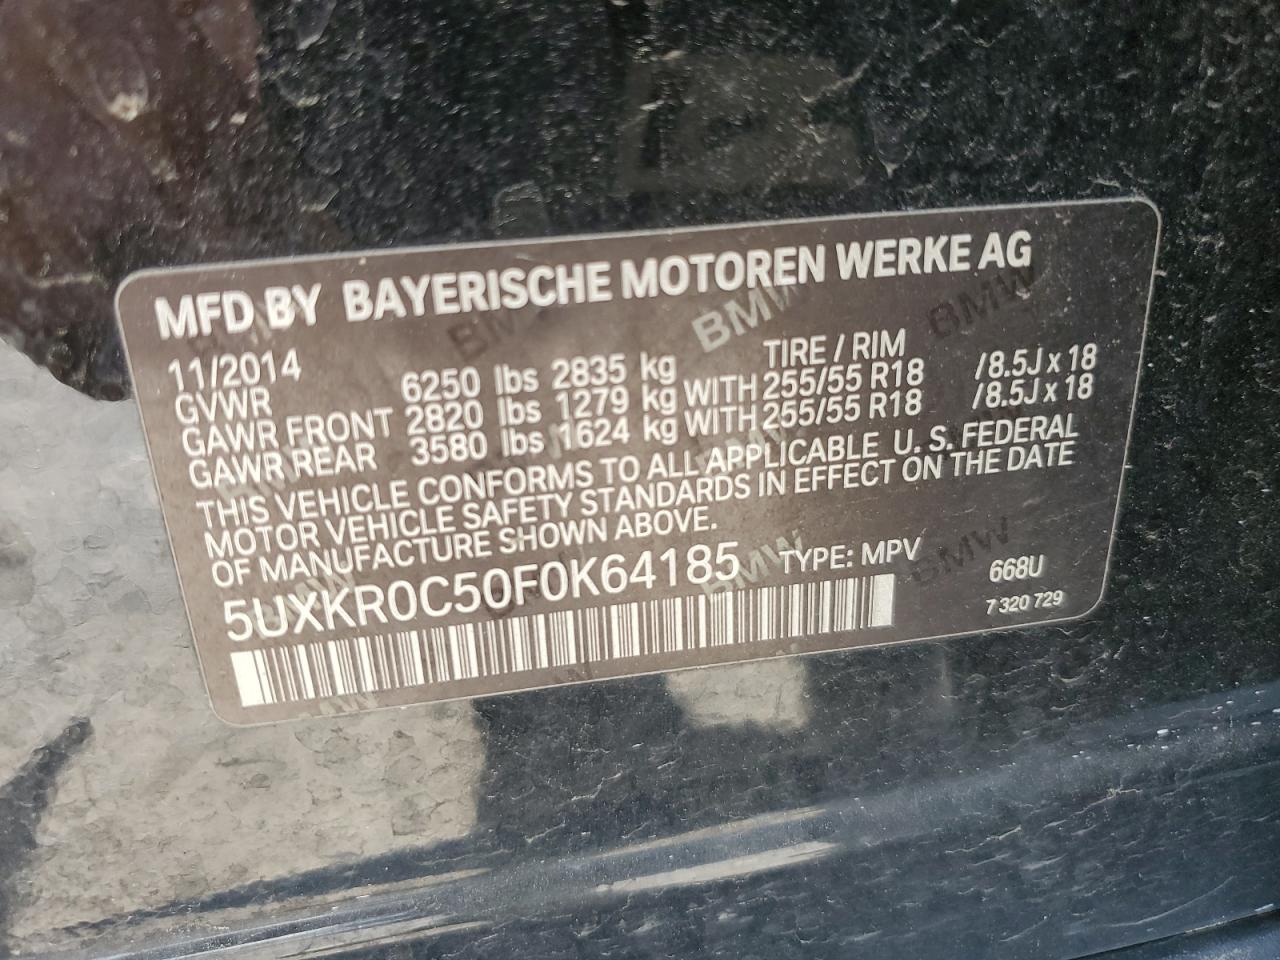 MFD BY BAYERISCHE MOTOREN WERKE AG
11/2014 TIRE / RIM
GVWR 6250 lbs 2835 kg
GAWR FRONT 2820 lbs 1279 kg WITH 255/55 R18 /8.5J x 18
GAWR REAR 3580 lbs 1624 kg WITH 255/55 R18 /8.5J x 18
THIS VEHICLE CONFORMS TO ALL APPLICABLE U. S. FEDERAL
MOTOR VEHICLE SAFETY STANDARDS IN EFFECT ON THE DATE
OF MANUFACTURE SHOWN ABOVE.
5UXKR0C50F0K64185 TYPE: MPV 668U
7 320 729